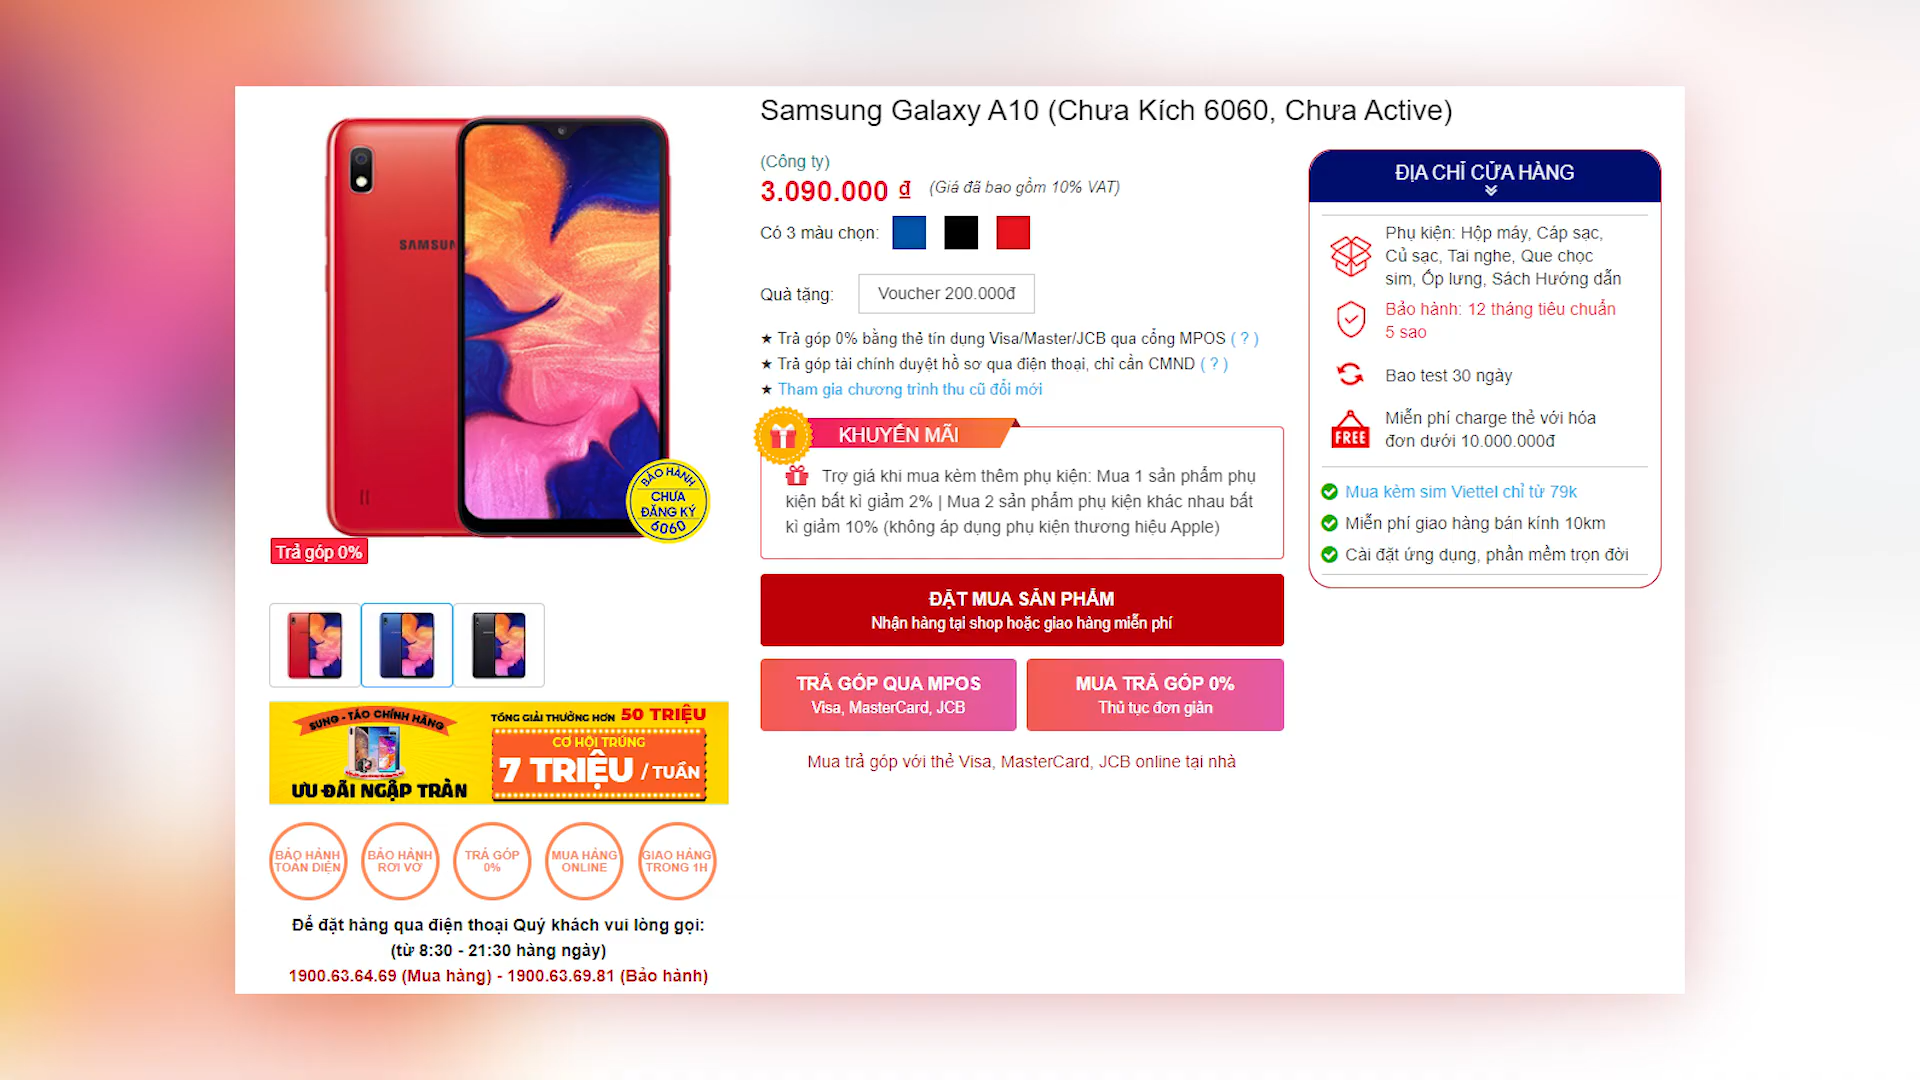 Samsung Galaxy A10 (Chưa Kích 6060, Chưa Active)
SAMSUN
BẢO HÀNH
CHƯA
ĐĂNG KÝ
6060
Trả góp 0%
SUNG - TÁO CHÍNH HÃNG
ƯU ĐÃI NGẬP TRÀN
TỔNG GIẢI THƯỞNG HƠN 50 TRIỆU
CƠ HỘI TRÚNG
7 TRIỆU / TUẦN
BẢO HÀNH
TOÀN DIỆN
BẢO HÀNH
RƠI VỠ
TRẢ GÓP
0%
MUA HÀNG
ONLINE
GIAO HÀNG
TRONG 1H
Để đặt hàng qua điện thoại Quý khách vui lòng gọi:
(từ 8:30 - 21:30 hàng ngày)
1900.63.64.69 (Mua hàng) - 1900.63.69.81 (Bảo hành)
(Công ty)
3.090.000 ₫ (Giá đã bao gồm 10% VAT)
Có 3 màu chọn:
Quà tặng: Voucher 200.000đ
★ Trả góp 0% bằng thẻ tín dụng Visa/Master/JCB qua cổng MPOS ( ? )
★ Trả góp tài chính duyệt hồ sơ qua điện thoại, chỉ cần CMND ( ? )
★ Tham gia chương trình thu cũ đổi mới
KHUYẾN MÃI
Trợ giá khi mua kèm thêm phụ kiện: Mua 1 sản phẩm phụ
kiện bất kì giảm 2% | Mua 2 sản phẩm phụ kiện khác nhau bất
kì giảm 10% (không áp dụng phụ kiện thương hiệu Apple)
ĐẶT MUA SẢN PHẨM
Nhận hàng tại shop hoặc giao hàng miễn phí
TRẢ GÓP QUA MPOS
Visa, MasterCard, JCB
MUA TRẢ GÓP 0%
Thủ tục đơn giản
Mua trả góp với thẻ Visa, MasterCard, JCB online tại nhà
ĐỊA CHỈ CỬA HÀNG
Phụ kiện: Hộp máy, Cáp sạc,
Củ sạc, Tai nghe, Que chọc
sim, Ốp lưng, Sách Hướng dẫn
Bảo hành: 12 tháng tiêu chuẩn
5 sao
Bao test 30 ngày
FREE
Miễn phí charge thẻ với hóa
đơn dưới 10.000.000đ
Mua kèm sim Viettel chỉ từ 79k
Miễn phí giao hàng bán kính 10km
Cài đặt ứng dụng, phần mềm trọn đời